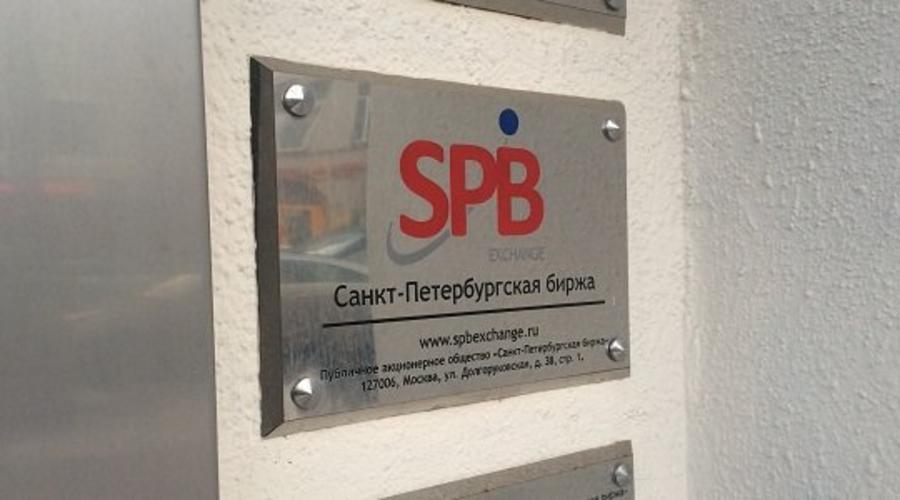 SPB
EXCHANGE
Санкт-Петербургская биржа
www.spbexchange.ru
Публичное акционерное общество «Санкт-Петербургская биржа»
127006, Москва, ул. Долгоруковская, д. 38, стр. 1.
биржа»